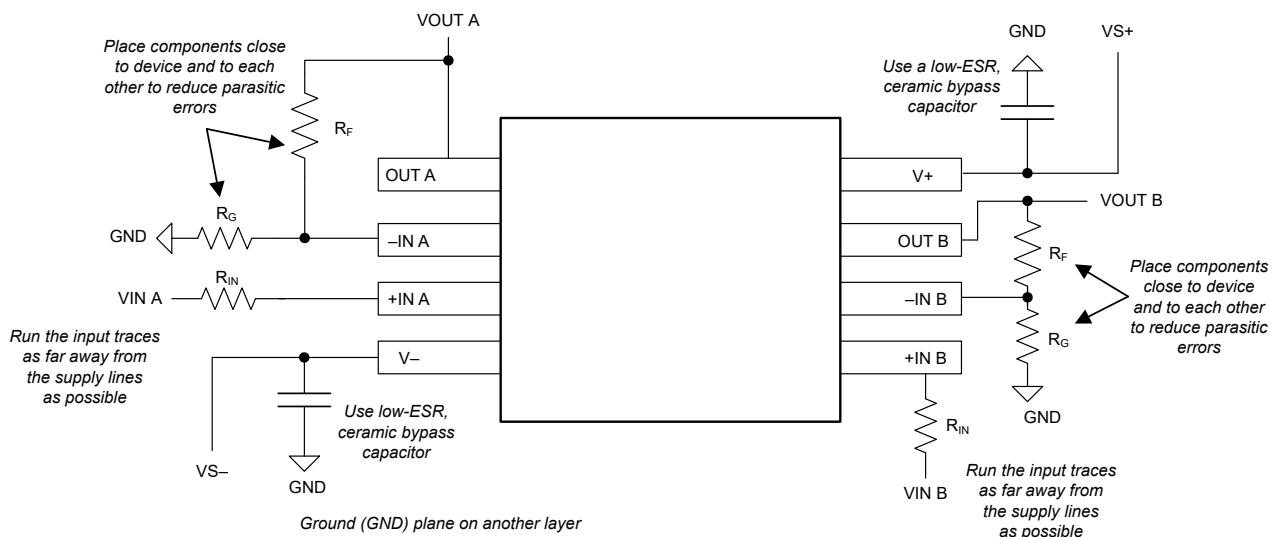 VOUT A
Place components close
to device and to each
other to reduce parasitic
errors
RF
OUT A
RG
GND
–IN A
RIN
VIN A
+IN A
Run the input traces
as far away from
the supply lines
as possible
V–
Use low-ESR,
ceramic bypass
capacitor
VS–
GND
Ground (GND) plane on another layer
GND
VS+
Use a low-ESR,
ceramic bypass
capacitor
V+
VOUT B
OUT B
RF
Place components
close to device
and to each other
to reduce parasitic
errors
–IN B
RG
+IN B
GND
RIN
VIN B
Run the input traces
as far away from
the supply lines
as possible